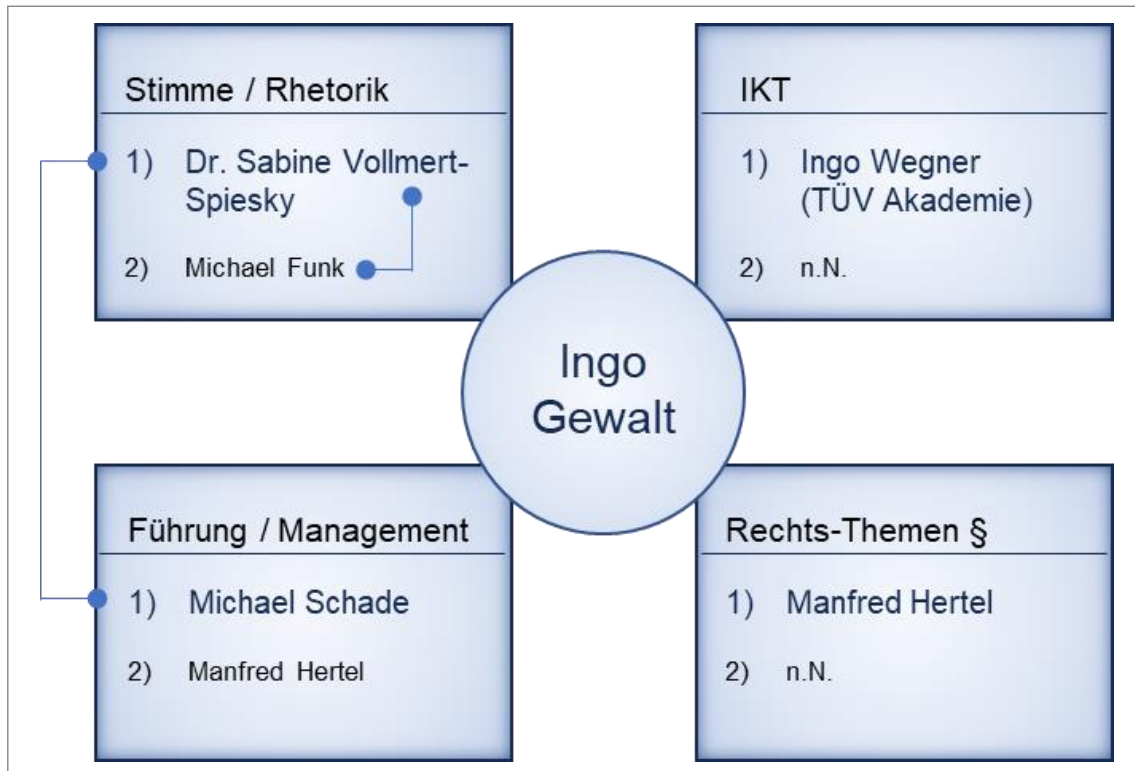 Stimme / Rhetorik
1) Dr. Sabine Vollmert-
Spiesky
2) Michael Funk
IKT
1) Ingo Wegner
(TÜV Akademie)
2) n.N.
Ingo
Gewalt
Führung / Management
1) Michael Schade
2) Manfred Hertel
Rechts-Themen §
1) Manfred Hertel
2) n.N.